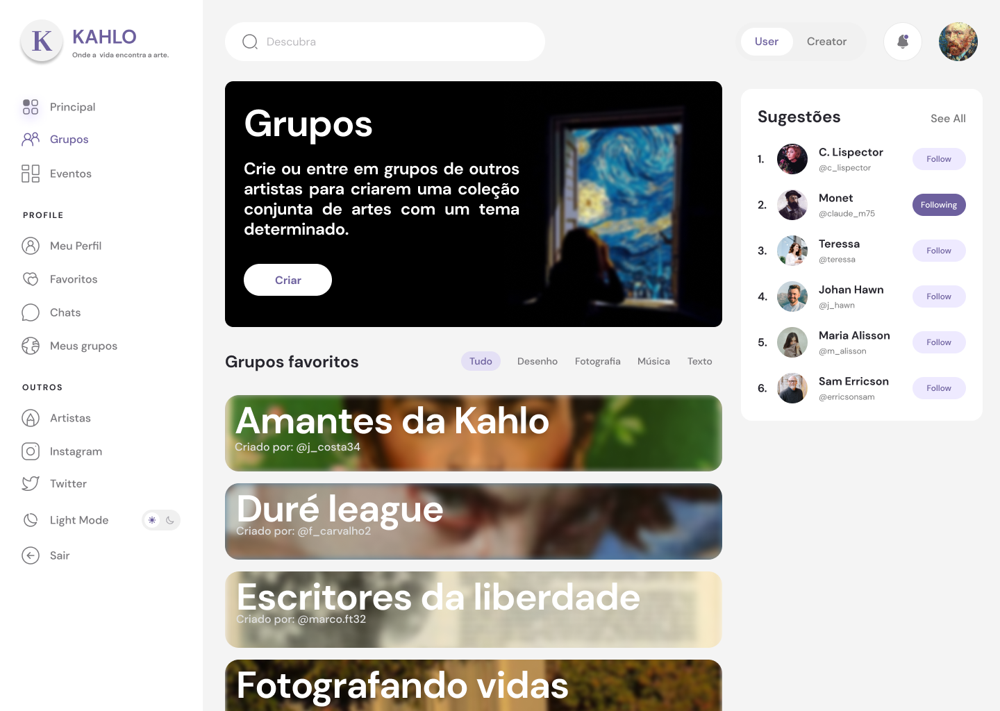 K
KAHLO
Onde a vida encontra a arte.
Principal
Grupos
Eventos
PROFILE
Meu Perfil
Favoritos
Chats
Meus grupos
OUTROS
Artistas
Instagram
Twitter
Light Mode
Sair
Descubra
User
Creator
Grupos
Crie ou entre em grupos de outros
artistas para criarem uma coleção
conjunta de artes com um tema
determinado.
Criar
Grupos favoritos
Tudo
Desenho
Fotografia
Música
Texto
Amantes da Kahlo
Criado por: @j_costa34
Duré league
Criado por: @f_carvalho2
Escritores da liberdade
Criado por: @marco.ft32
Fotografando vidas
Sugestões
See All
1.
C. Lispector
@c_lispector
Follow
2.
Monet
@claude_m75
Following
3.
Teressa
@teressa
Follow
4.
Johan Hawn
@j_hawn
Follow
5.
Maria Alisson
@m_alisson
Follow
6.
Sam Erricson
@erricsonsam
Follow